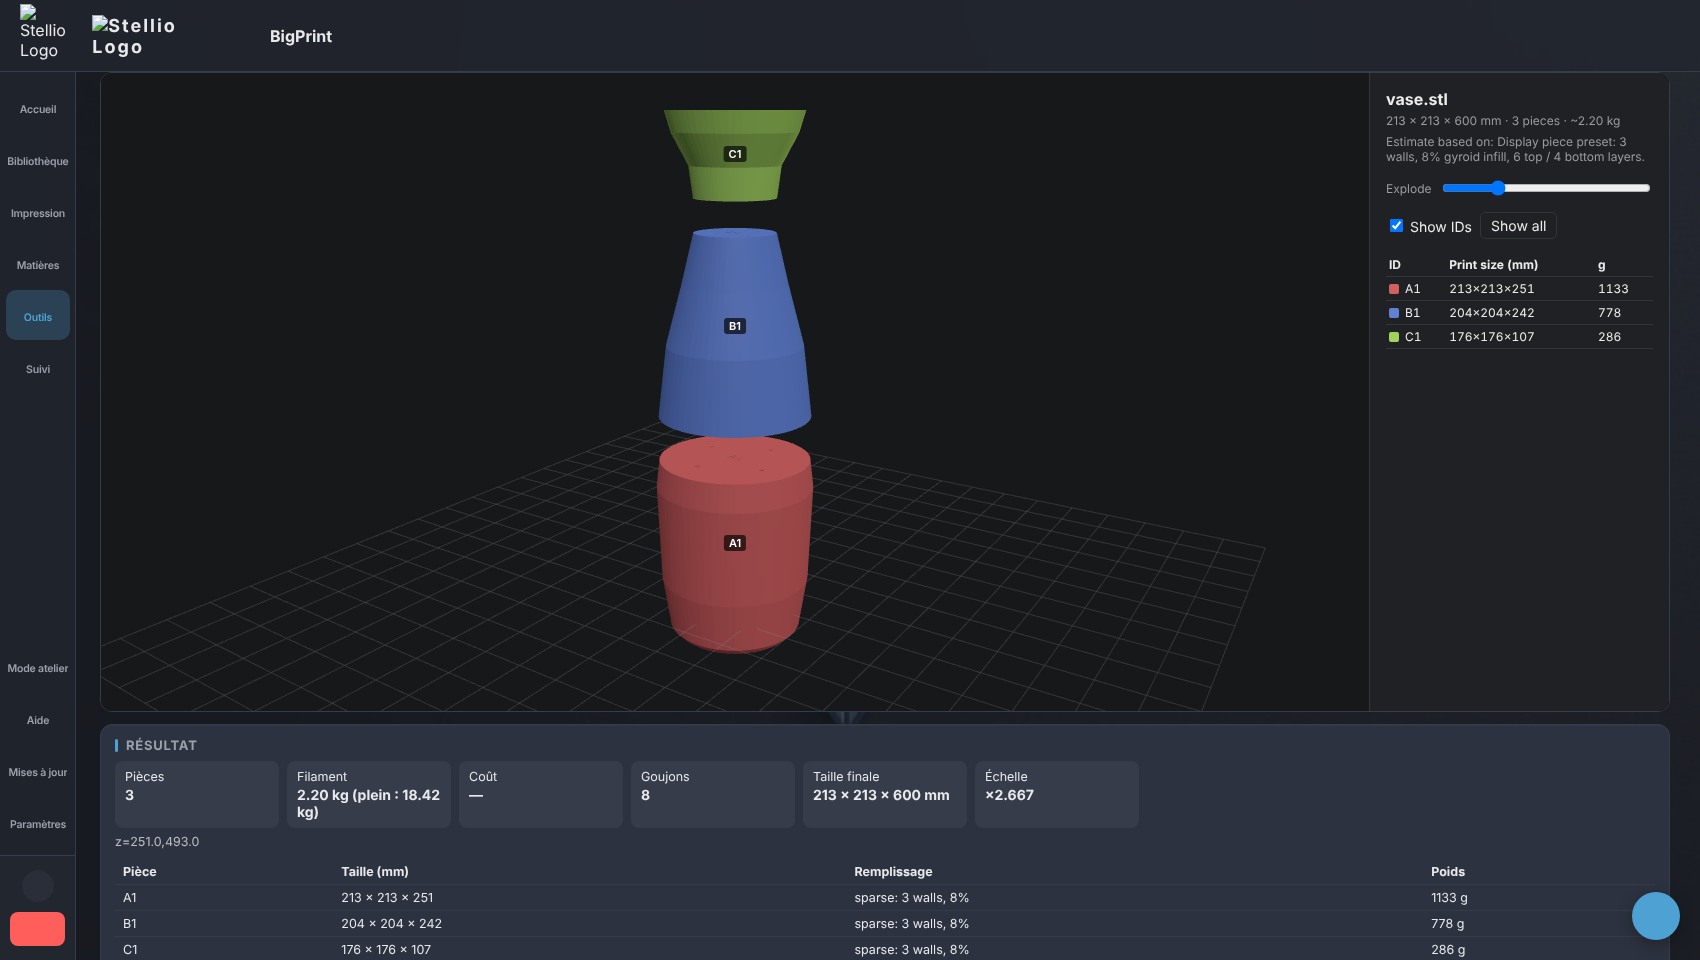 Stellio Logo
Stellio Logo
BigPrint
Accueil
Bibliothèque
Impression
Matières
Outils
Suivi
Mode atelier
Aide
Mises à jour
Paramètres
C1
B1
A1
vase.stl
213 × 213 × 600 mm · 3 pieces · ~2.20 kg
Estimate based on: Display piece preset: 3
walls, 8% gyroid infill, 6 top / 4 bottom layers.
Explode
Show IDs Show all
ID Print size (mm) g
A1 213×213×251 1133
B1 204×204×242 778
C1 176×176×107 286
RÉSULTAT
Pièces
3
Filament
2.20 kg (plein : 18.42
kg)
Coût
—
Goujons
8
Taille finale
213 × 213 × 600 mm
Échelle
×2.667
z=251.0,493.0
Pièce Taille (mm) Remplissage Poids
A1 213 × 213 × 251 sparse: 3 walls, 8% 1133 g
B1 204 × 204 × 242 sparse: 3 walls, 8% 778 g
C1 176 × 176 × 107 sparse: 3 walls, 8% 286 g